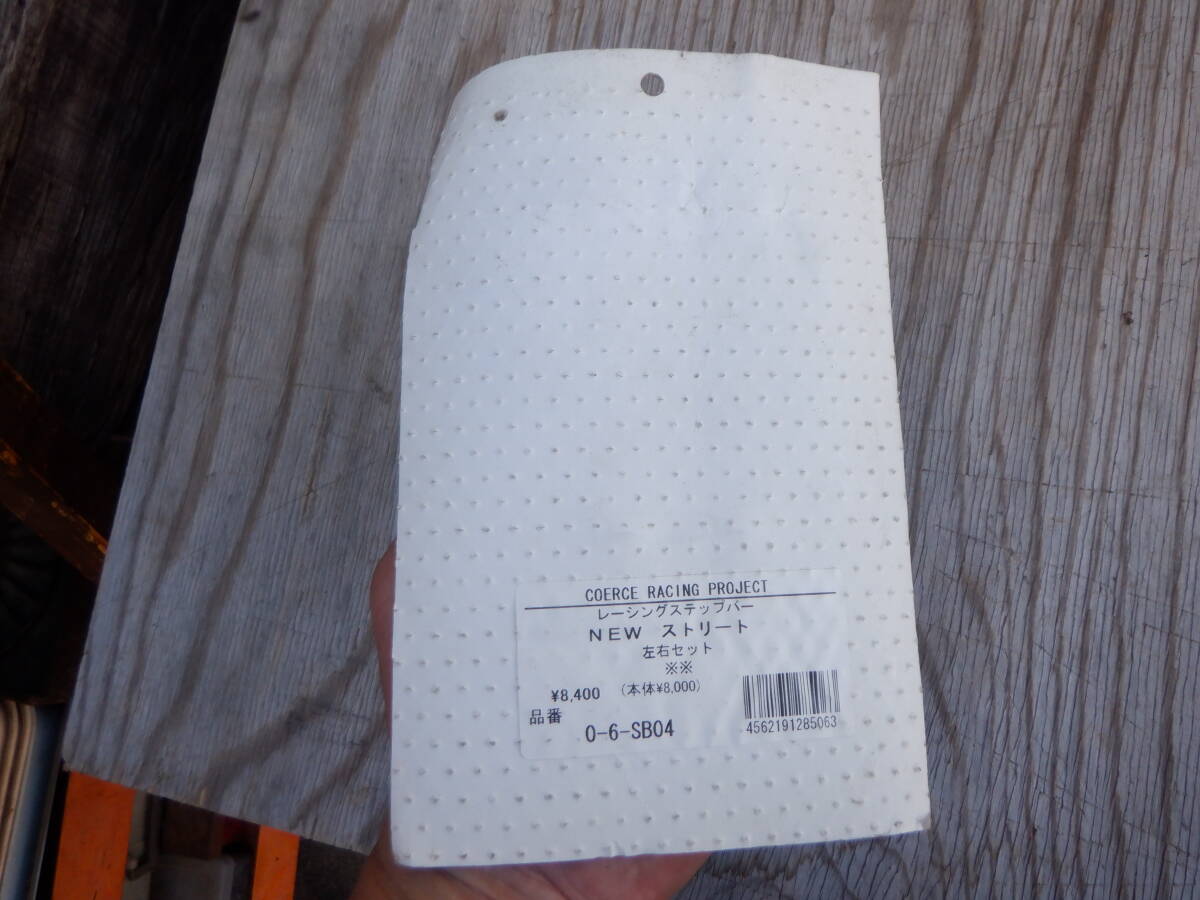 COERCE RACING PROJECT
レーシングステップバー
NEW ストリート
左右セット
※※
¥8,400 (本体¥8,000)
品番 0-6-SB04
4562191285063